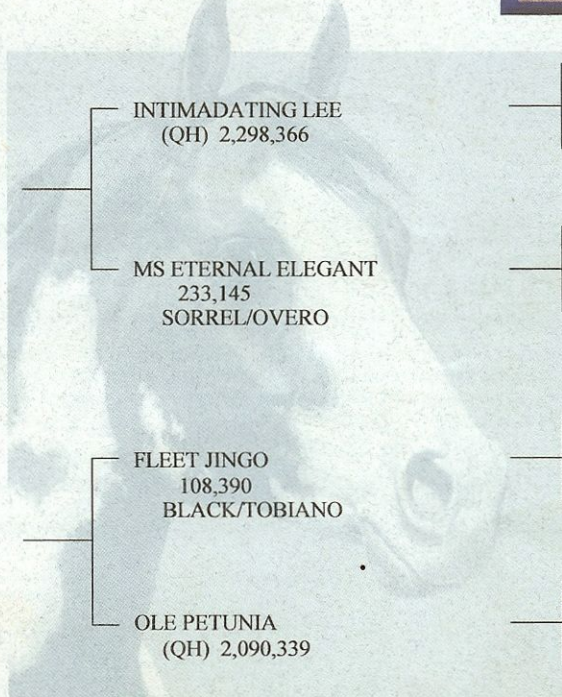 INTIMADATING LEE
(QH) 2,298,366
MS ETERNAL ELEGANT
233,145
SORREL/OVERO
FLEET JINGO
108,390
BLACK/TOBIANO
OLE PETUNIA
(QH) 2,090,339